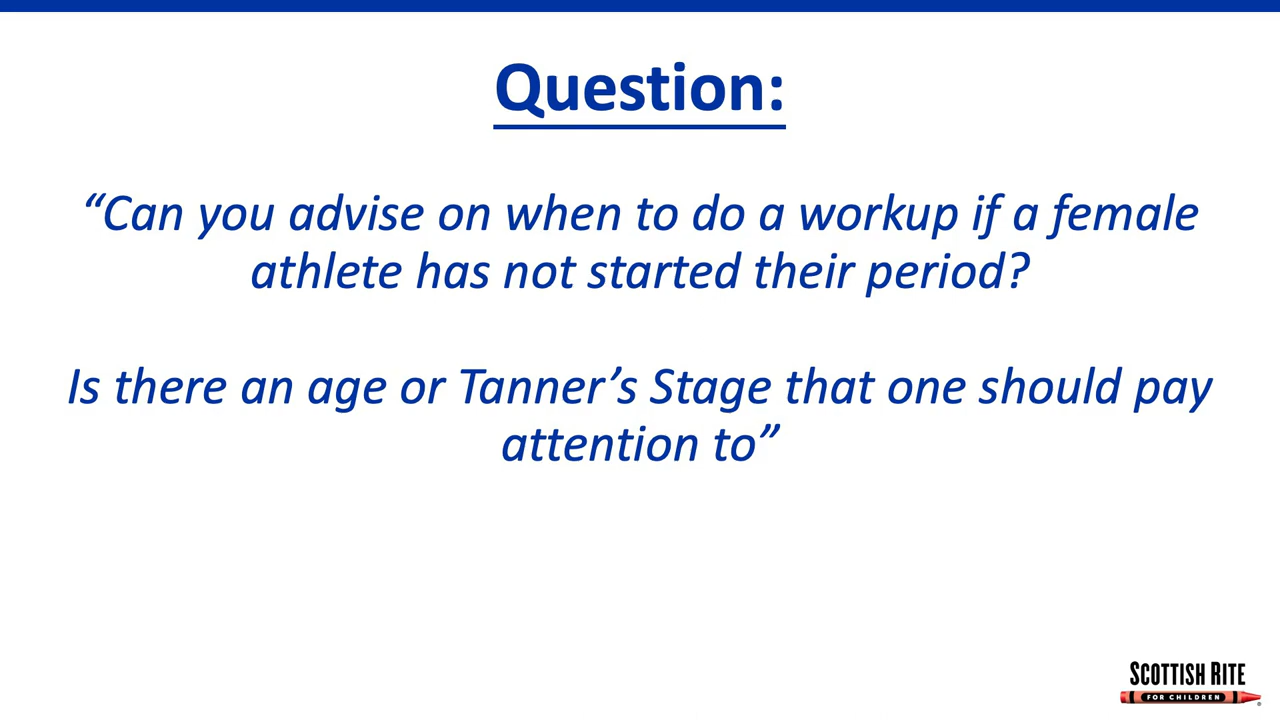 Question:
“Can you advise on when to do a workup if a female
athlete has not started their period?
Is there an age or Tanner’s Stage that one should pay
attention to”
SCOTTISH RITE
FOR CHILDREN
®